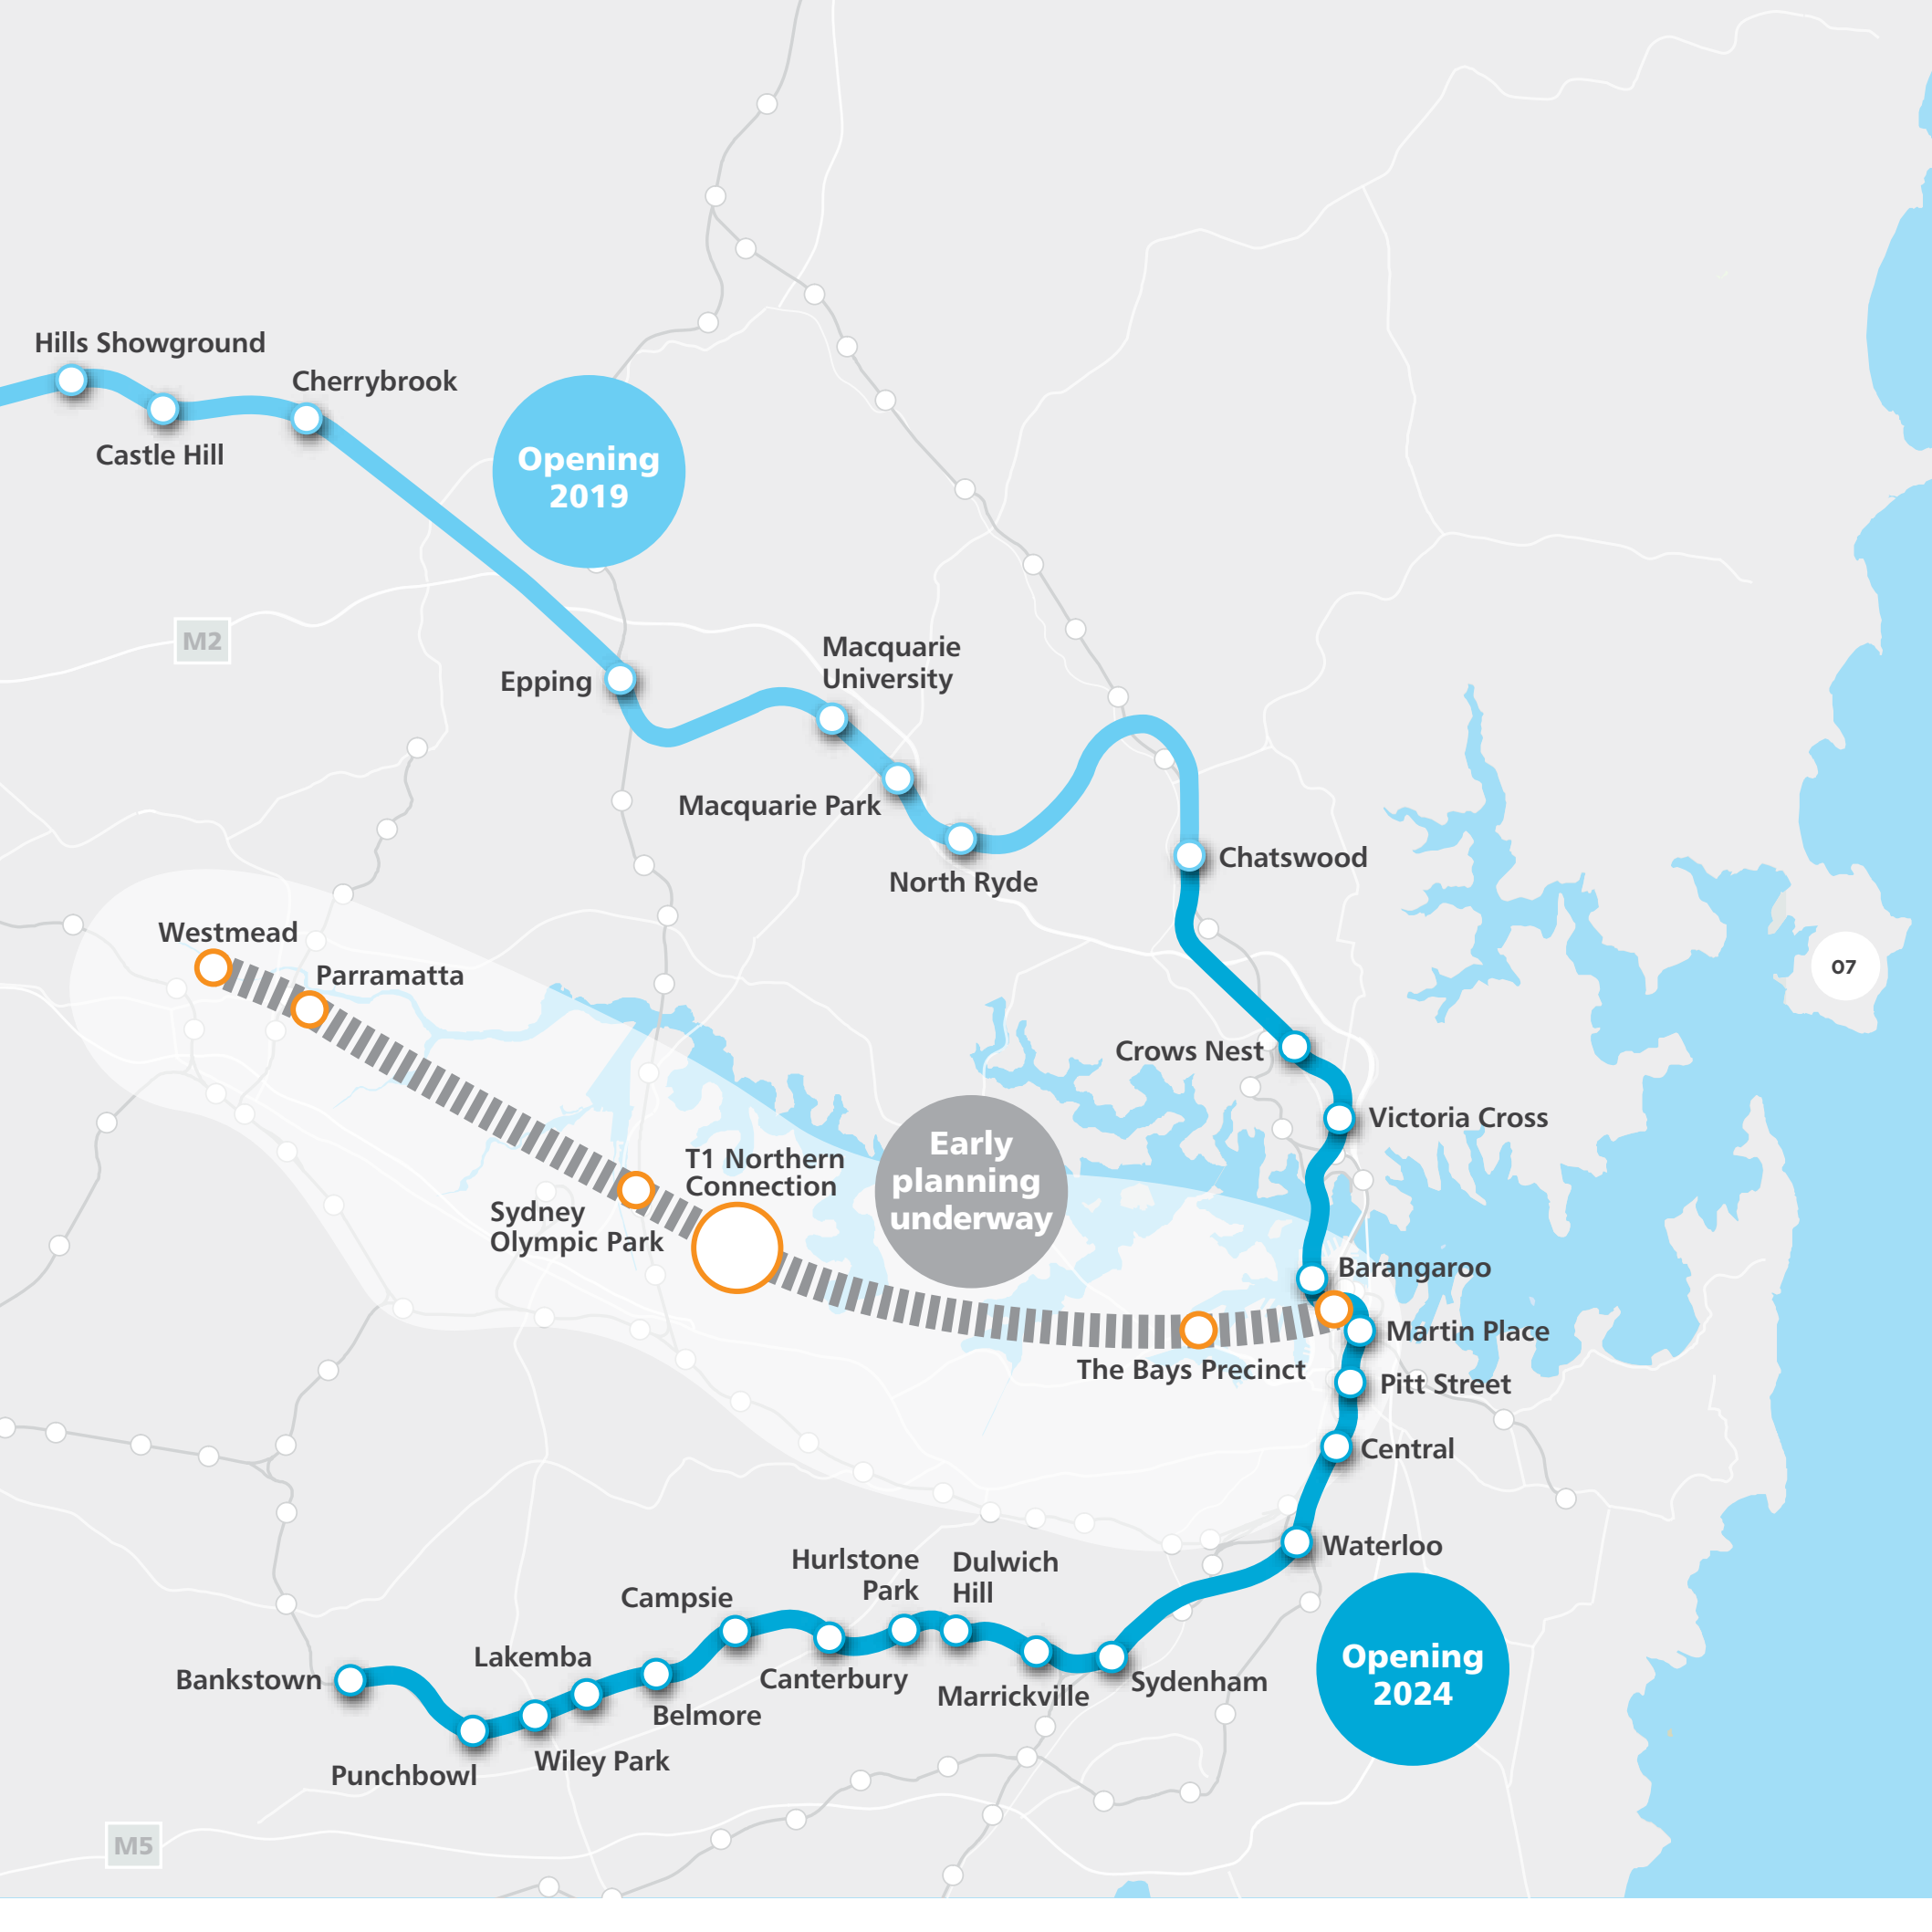 Hills Showground
Cherrybrook
Castle Hill
Opening
2019
M2
Macquarie
University
Epping
Macquarie Park
Chatswood
North Ryde
Westmead
07
Parramatta
Crows Nest
Victoria Cross
Early
planning
underway
T1 Northern
Connection
Sydney
Olympic Park
Barangaroo
Martin Place
The Bays Precinct
Pitt Street
Central
Waterloo
Hurlstone
Park
Dulwich
Hill
Campsie
Lakemba
Bankstown
Canterbury
Marrickville
Sydenham
Opening
2024
Belmore
Wiley Park
Punchbowl
M5